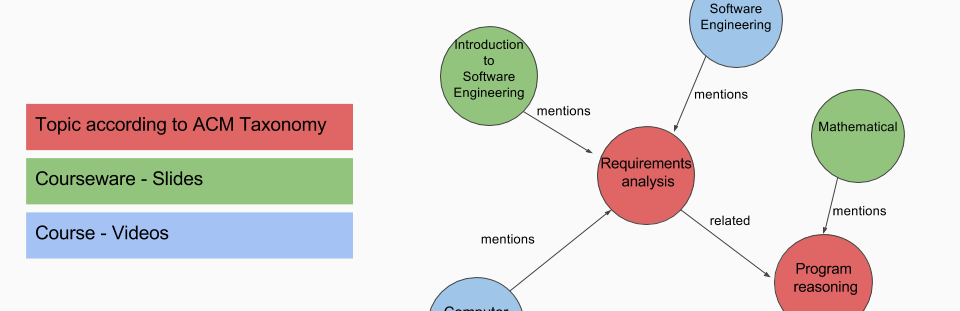 Topic according to ACM Taxonomy
Courseware - Slides
Course - Videos
Introduction
to
Software
Engineering
mentions
Software
Engineering
mentions
Requirements
analysis
Mathematical
mentions
related
mentions
Program
reasoning
Computer